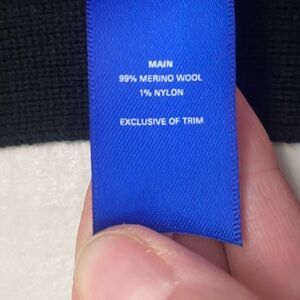 MAIN
99% MERINO WOOL
1% NYLON
EXCLUSIVE OF TRIM